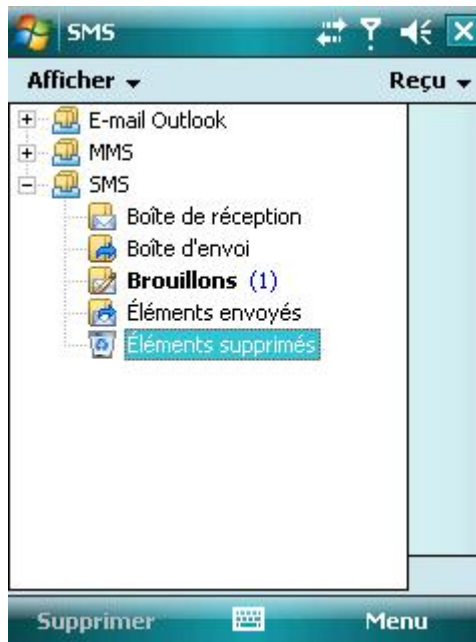 SMS
Afficher Reçu
E-mail Outlook
MMS
SMS
Boîte de réception
Boîte d'envoi
Brouillons (1)
Éléments envoyés
Éléments supprimés
Supprimer Menu